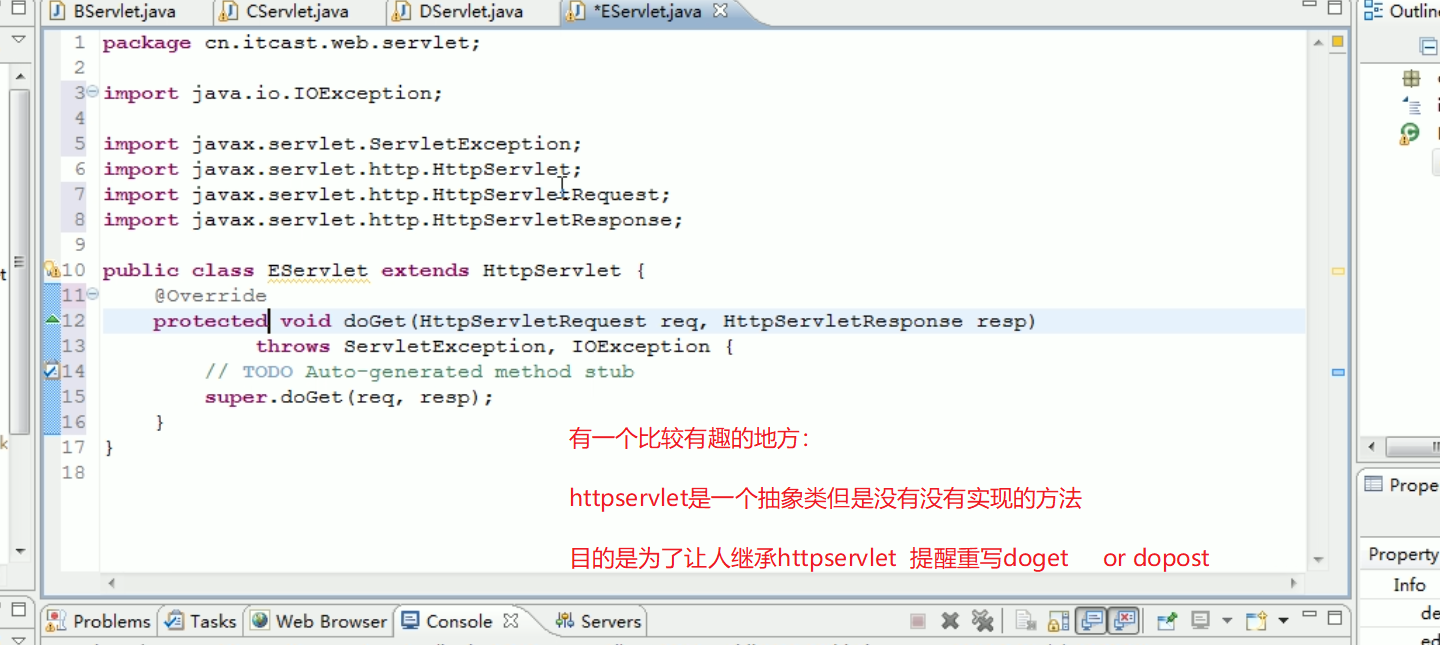 BServlet.java CServlet.java DServlet.java *EServlet.java Outlin
1 package cn.itcast.web.servlet;
2
3 import java.io.IOException;
4
5 import javax.servlet.ServletException;
6 import javax.servlet.http.HttpServlet;
7 import javax.servlet.http.HttpServletRequest;
8 import javax.servlet.http.HttpServletResponse;
9
10 public class EServlet extends HttpServlet {
11 @Override
12 protected void doGet(HttpServletRequest req, HttpServletResponse resp)
13 throws ServletException, IOException {
14 // TODO Auto-generated method stub
15 super.doGet(req, resp);
16 }
17 }
18
有一个比较有趣的地方：
httpservlet是一个抽象类但是没有没有实现的方法
目的是为了让人继承httpservlet 提醒重写doget or dopost
Prope
Property
Info
de
ed
Problems Tasks Web Browser Console Servers